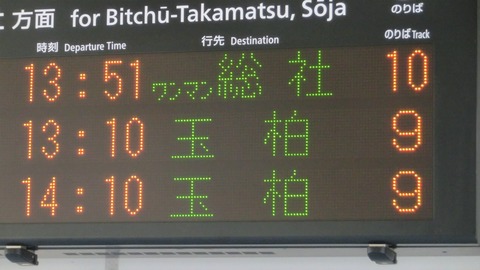 方面 for Bitchū-Takamatsu, Sōja のりば
時刻 Departure Time 行先 Destination のりば Track
13:51 ワンマン 総社 10
13:10 玉柏 9
14:10 玉柏 9